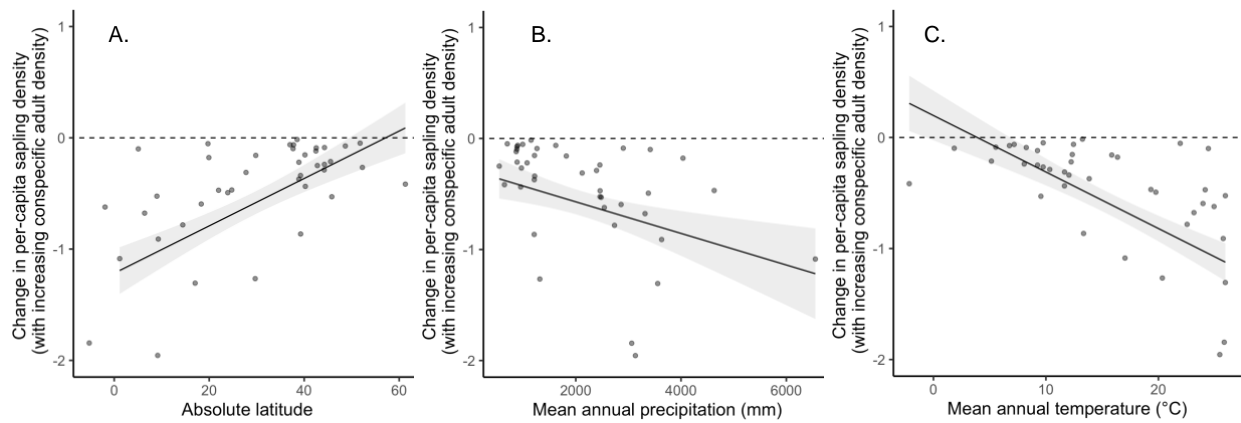 A.
Change in per-capita sapling density
(with increasing conspecific adult density)
1
0
-1
-2
0
20
40
60
Absolute latitude
B.
Change in per-capita sapling density
(with increasing conspecific adult density)
1
0
-1
-2
2000
4000
6000
Mean annual precipitation (mm)
C.
Change in per-capita sapling density
(with increasing conspecific adult density)
1
0
-1
-2
0
10
20
Mean annual temperature (°C)